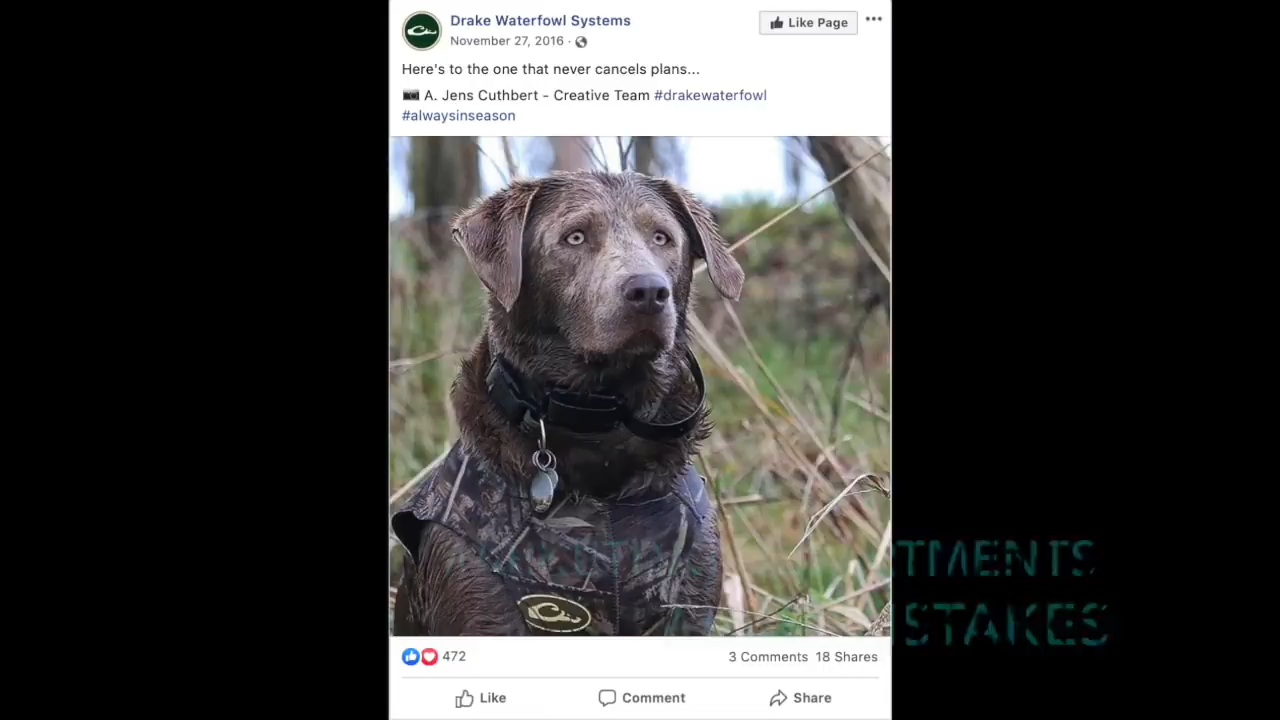 Drake Waterfowl Systems
November 27, 2016 ·
Like Page
Here's to the one that never cancels plans...
📷 A. Jens Cuthbert - Creative Team #drakewaterfowl
#alwaysinseason
TMENTS
STAKES
472
3 Comments 18 Shares
Like
Comment
Share